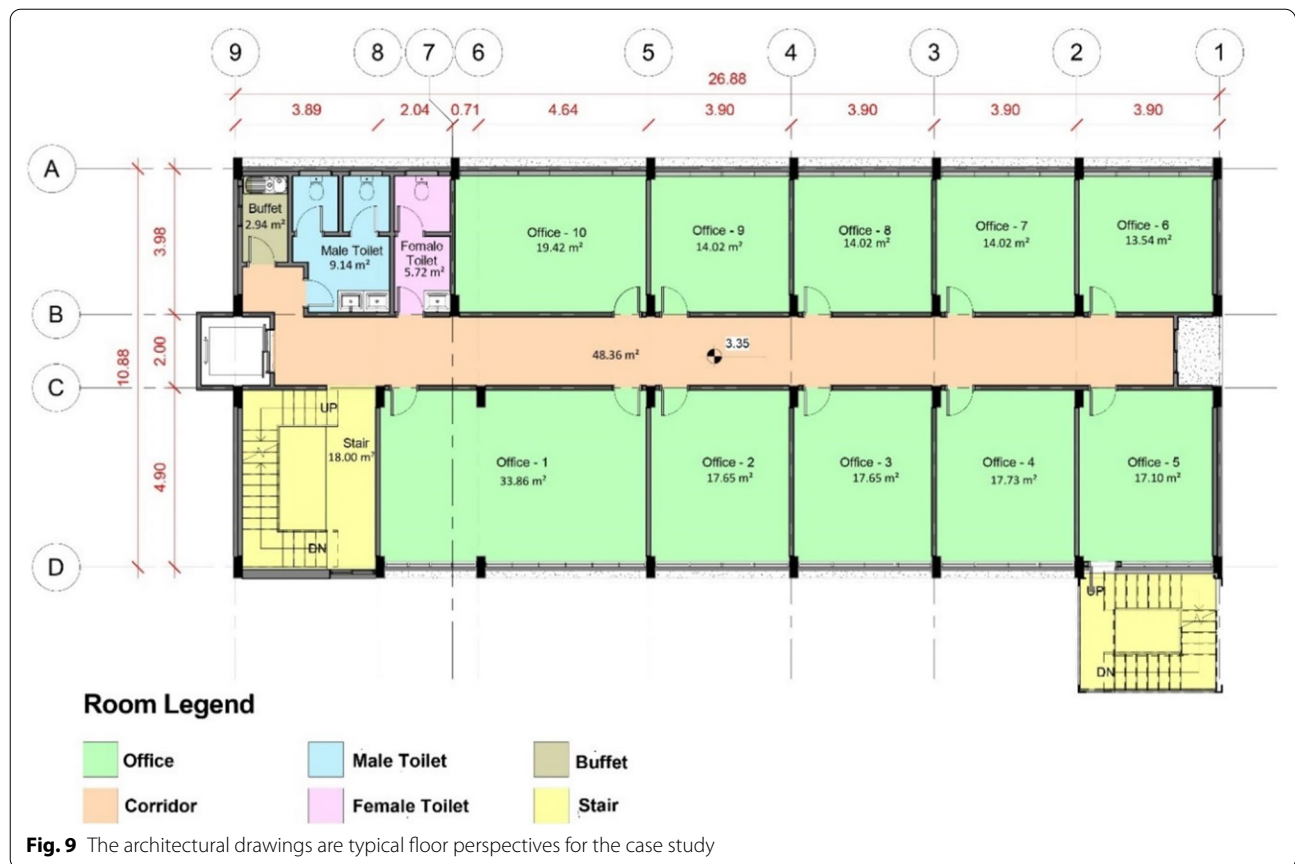 9 8 7 6 5 4 3 2 1
26.88
3.89 2.04 0.71 4.64 3.90 3.90 3.90 3.90
A
B
C
D
10.88
3.98
2.00
4.90
Buffet
2.94 m²
Male Toilet
9.14 m²
Female
Toilet
5.72 m²
Office - 10
19.42 m²
Office - 9
14.02 m²
Office - 8
14.02 m²
Office - 7
14.02 m²
Office - 6
13.54 m²
48.36 m²
3.35
UP
Stair
18.00 m²
DN
Office - 1
33.86 m²
Office - 2
17.65 m²
Office - 3
17.65 m²
Office - 4
17.73 m²
Office - 5
17.10 m²
UP
DN
Room Legend
Office
Male Toilet
Buffet
Corridor
Female Toilet
Stair
Fig. 9 The architectural drawings are typical floor perspectives for the case study